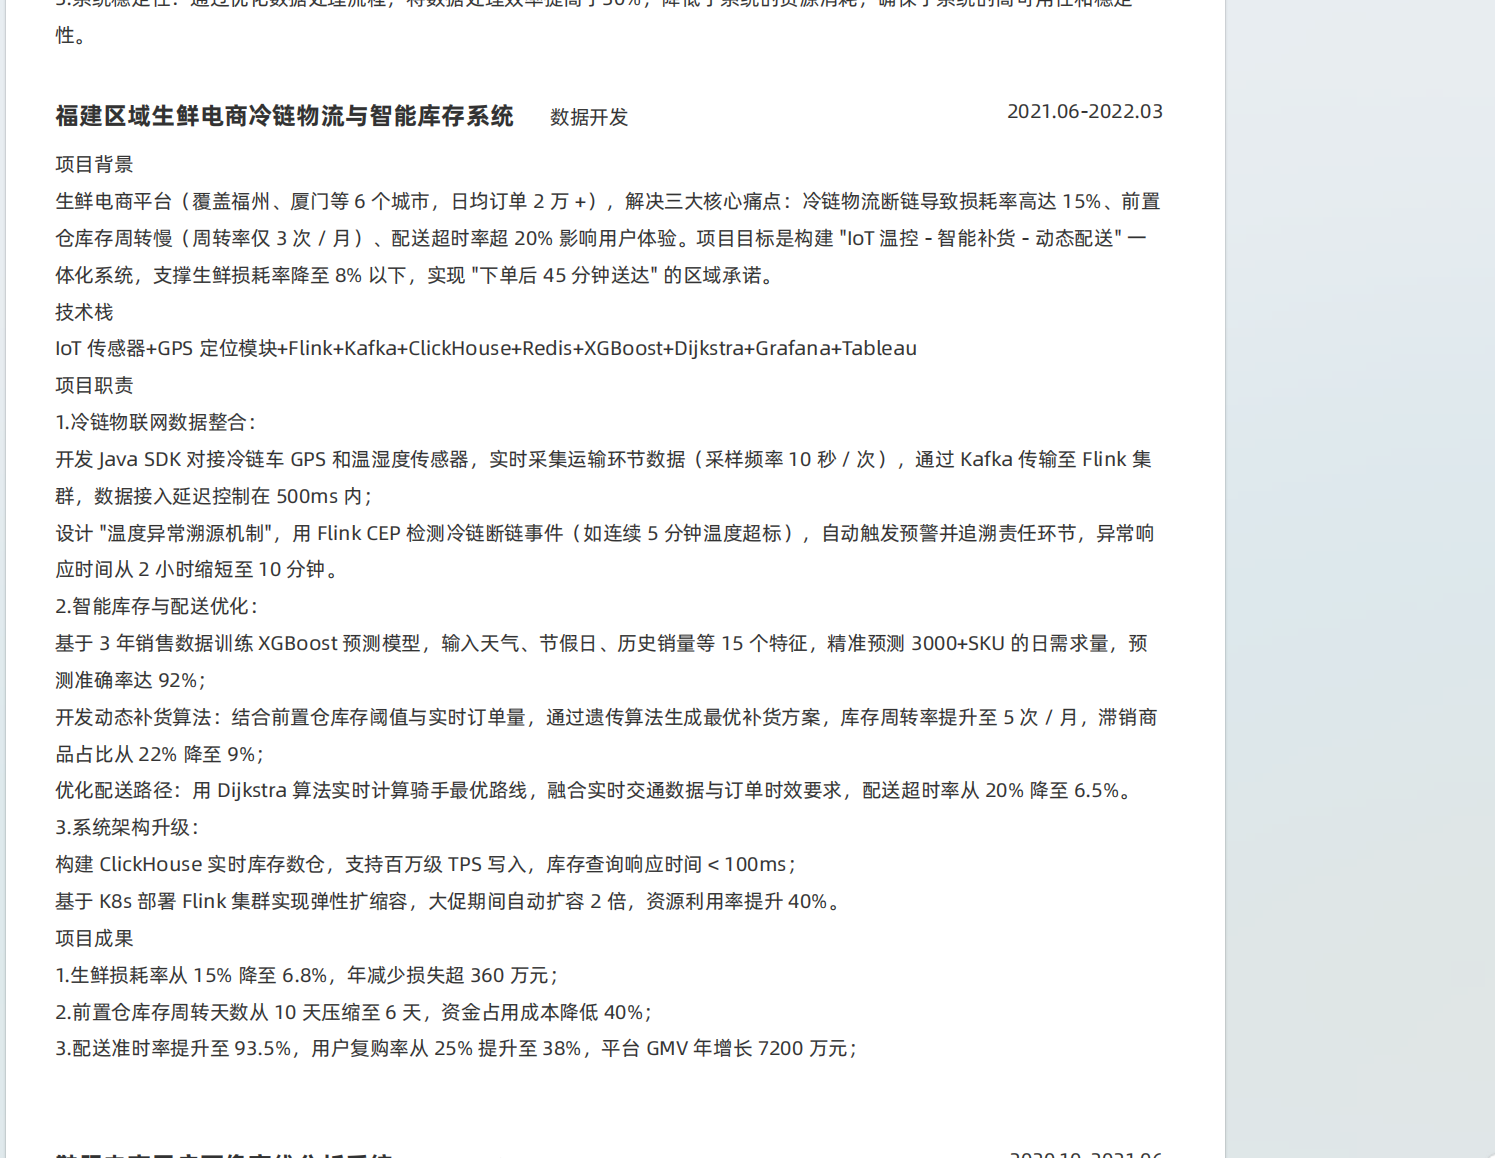 性。
福建区域生鲜电商冷链物流与智能库存系统 数据开发 2021.06-2022.03
项目背景
生鲜电商平台（覆盖福州、厦门等 6 个城市，日均订单 2 万 +），解决三大核心痛点：冷链物流断链导致损耗率高达 15%、前置
仓库存周转慢（周转率仅 3 次 / 月）、配送超时率超 20% 影响用户体验。项目目标是构建 "IoT 温控 - 智能补货 - 动态配送" 一
体化系统，支撑生鲜损耗率降至 8% 以下，实现 "下单后 45 分钟送达" 的区域承诺。
技术栈
IoT 传感器+GPS 定位模块+Flink+Kafka+ClickHouse+Redis+XGBoost+Dijkstra+Grafana+Tableau
项目职责
1.冷链物联网数据整合：
开发 Java SDK 对接冷链车 GPS 和温湿度传感器，实时采集运输环节数据（采样频率 10 秒 / 次），通过 Kafka 传输至 Flink 集
群，数据接入延迟控制在 500ms 内；
设计 "温度异常溯源机制"，用 Flink CEP 检测冷链断链事件（如连续 5 分钟温度超标），自动触发预警并追溯责任环节，异常响
应时间从 2 小时缩短至 10 分钟。
2.智能库存与配送优化：
基于 3 年销售数据训练 XGBoost 预测模型，输入天气、节假日、历史销量等 15 个特征，精准预测 3000+SKU 的日需求量，预
测准确率达 92%；
开发动态补货算法：结合前置仓库存阈值与实时订单量，通过遗传算法生成最优补货方案，库存周转率提升至 5 次 / 月，滞销商
品占比从 22% 降至 9%；
优化配送路径：用 Dijkstra 算法实时计算骑手最优路线，融合实时交通数据与订单时效要求，配送超时率从 20% 降至 6.5%。
3.系统架构升级：
构建 ClickHouse 实时库存数仓，支持百万级 TPS 写入，库存查询响应时间 < 100ms；
基于 K8s 部署 Flink 集群实现弹性扩缩容，大促期间自动扩容 2 倍，资源利用率提升 40%。
项目成果
1.生鲜损耗率从 15% 降至 6.8%，年减少损失超 360 万元；
2.前置仓库存周转天数从 10 天压缩至 6 天，资金占用成本降低 40%；
3.配送准时率提升至 93.5%，用户复购率从 25% 提升至 38%，平台 GMV 年增长 7200 万元；